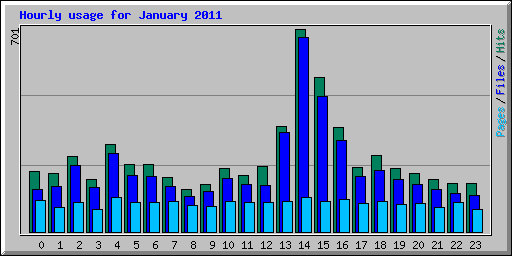 Hourly usage for January 2011
701
Pages / Files / Hits
0 1 2 3 4 5 6 7 8 9 10 11 12 13 14 15 16 17 18 19 20 21 22 23